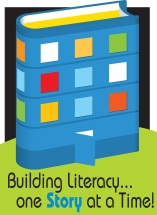 Building Literacy...
one Story at a Time!